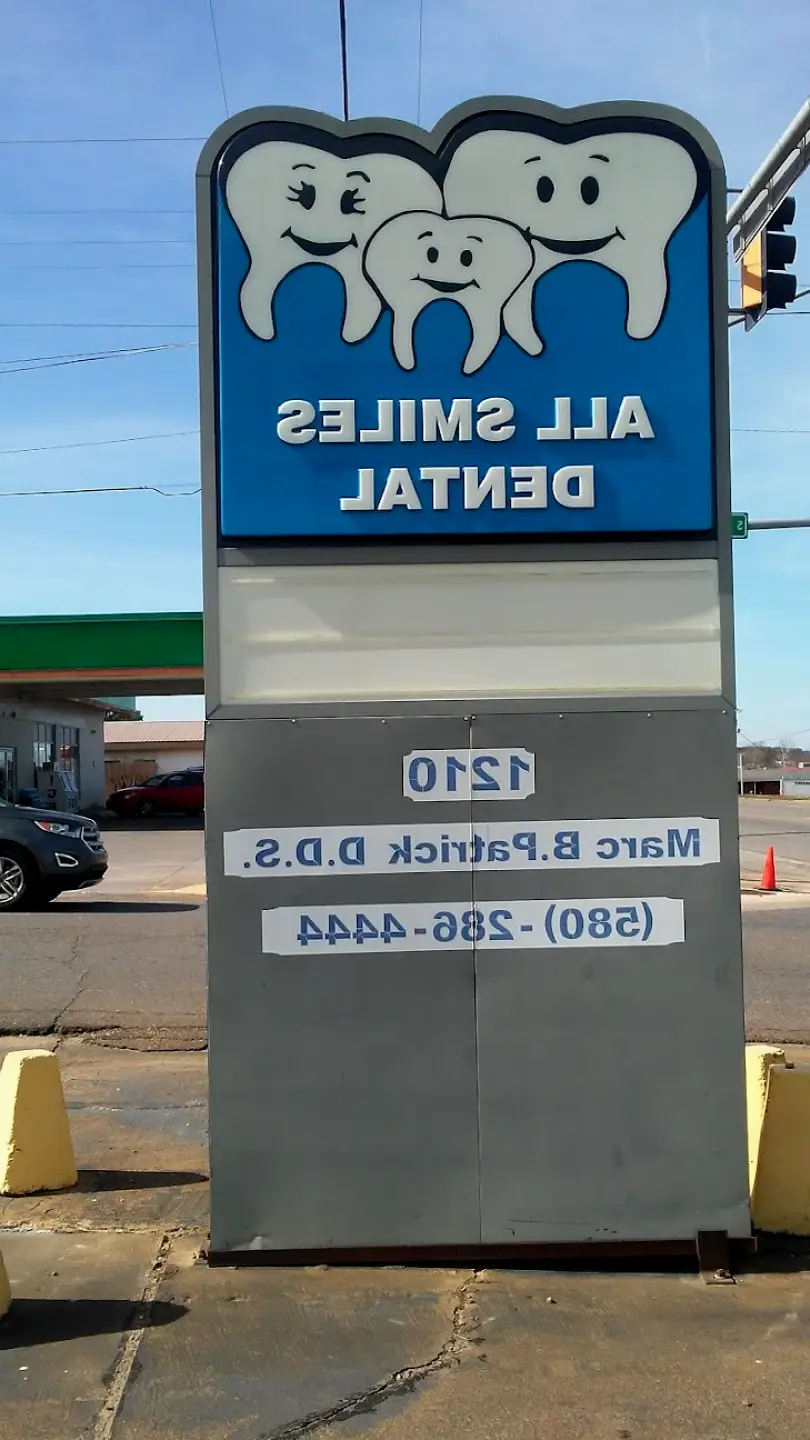 ALL SMILES
DENTAL
1210
Marc B.Patrick D.D.S.
(580)-286-4444
S